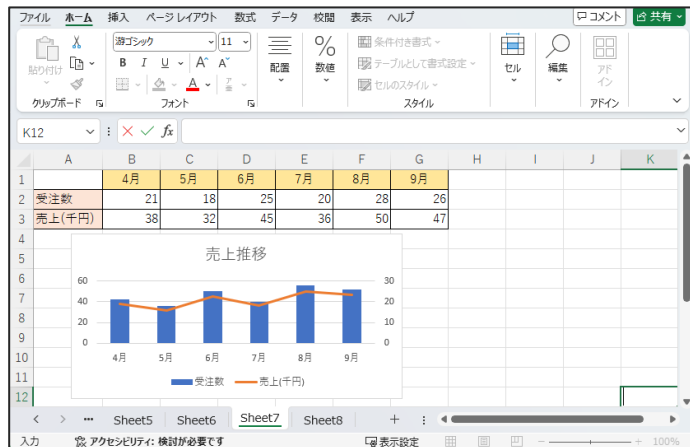 ファイル ホーム 挿入 ページ レイアウト 数式 データ 校閲 表示 ヘルプ コメント 共有
貼り付け
游ゴシック 11
B I U A A
A
配置
数値
条件付き書式
テーブルとして書式設定
セルのスタイル
セル
編集
アド
イン
クリップボード フォント スタイル アドイン
K12 fx
A B C D E F G H I J K
1 4月 5月 6月 7月 8月 9月
2 受注数 21 18 25 20 28 26
3 売上(千円) 38 32 45 36 50 47
4
5
6
7
8
9
10
11
12
売上推移
60 30
40 20
20 10
0 0
4月 5月 6月 7月 8月 9月
受注数 売上(千円)
Sheet5 Sheet6 Sheet7 Sheet8 +
入力 アクセシビリティ: 検討が必要です 表示設定 100%